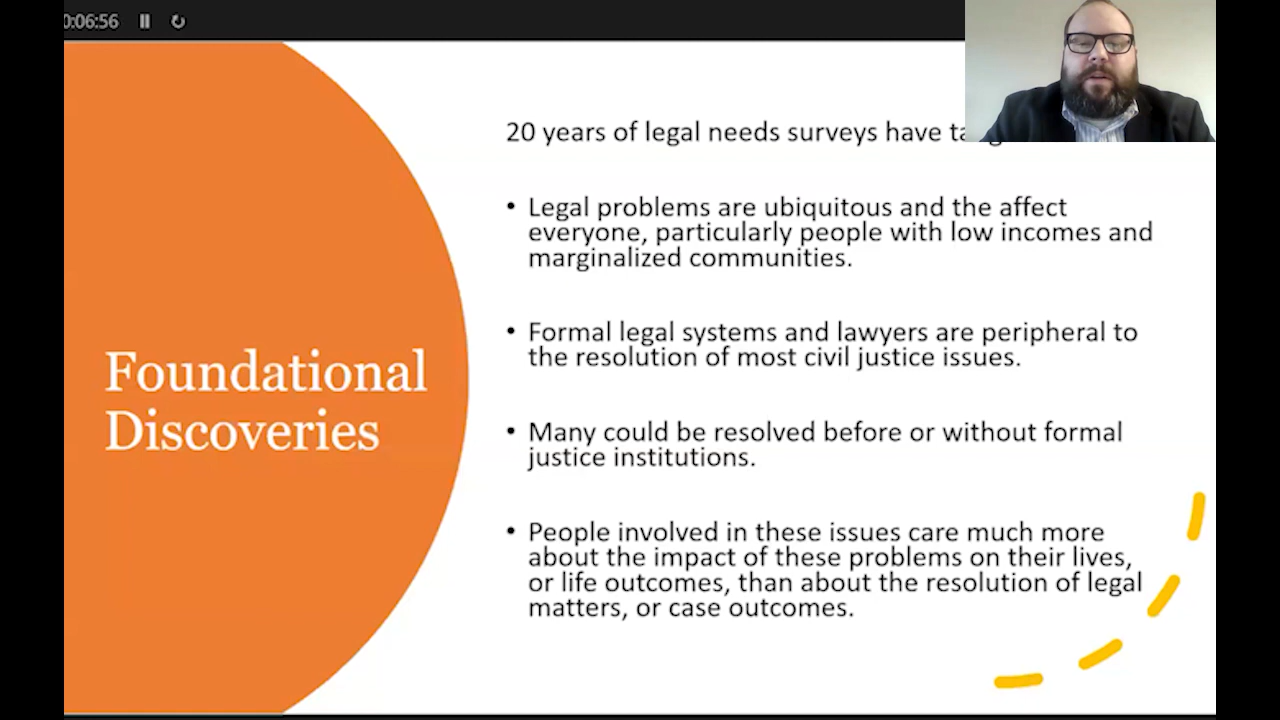 0:06:56
20 years of legal needs surveys have
• Legal problems are ubiquitous and the affect
everyone, particularly people with low incomes and
marginalized communities.
• Formal legal systems and lawyers are peripheral to
the resolution of most civil justice issues.
Foundational
Discoveries
• Many could be resolved before or without formal
justice institutions.
• People involved in these issues care much more
about the impact of these problems on their lives,
or life outcomes, than about the resolution of legal
matters, or case outcomes.